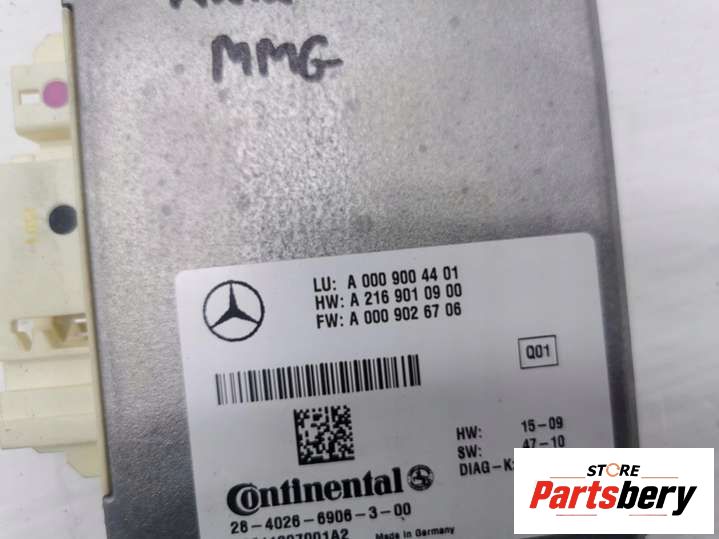 MMG
LU: A 000 900 44 01
HW: A 216 901 09 00
FW: A 000 902 67 06
Q01
HW: 15-09
SW: 47-10
DIAG-K
Continental
28-4026-6906-3-00
Made in Germany
STORE
Partsbery